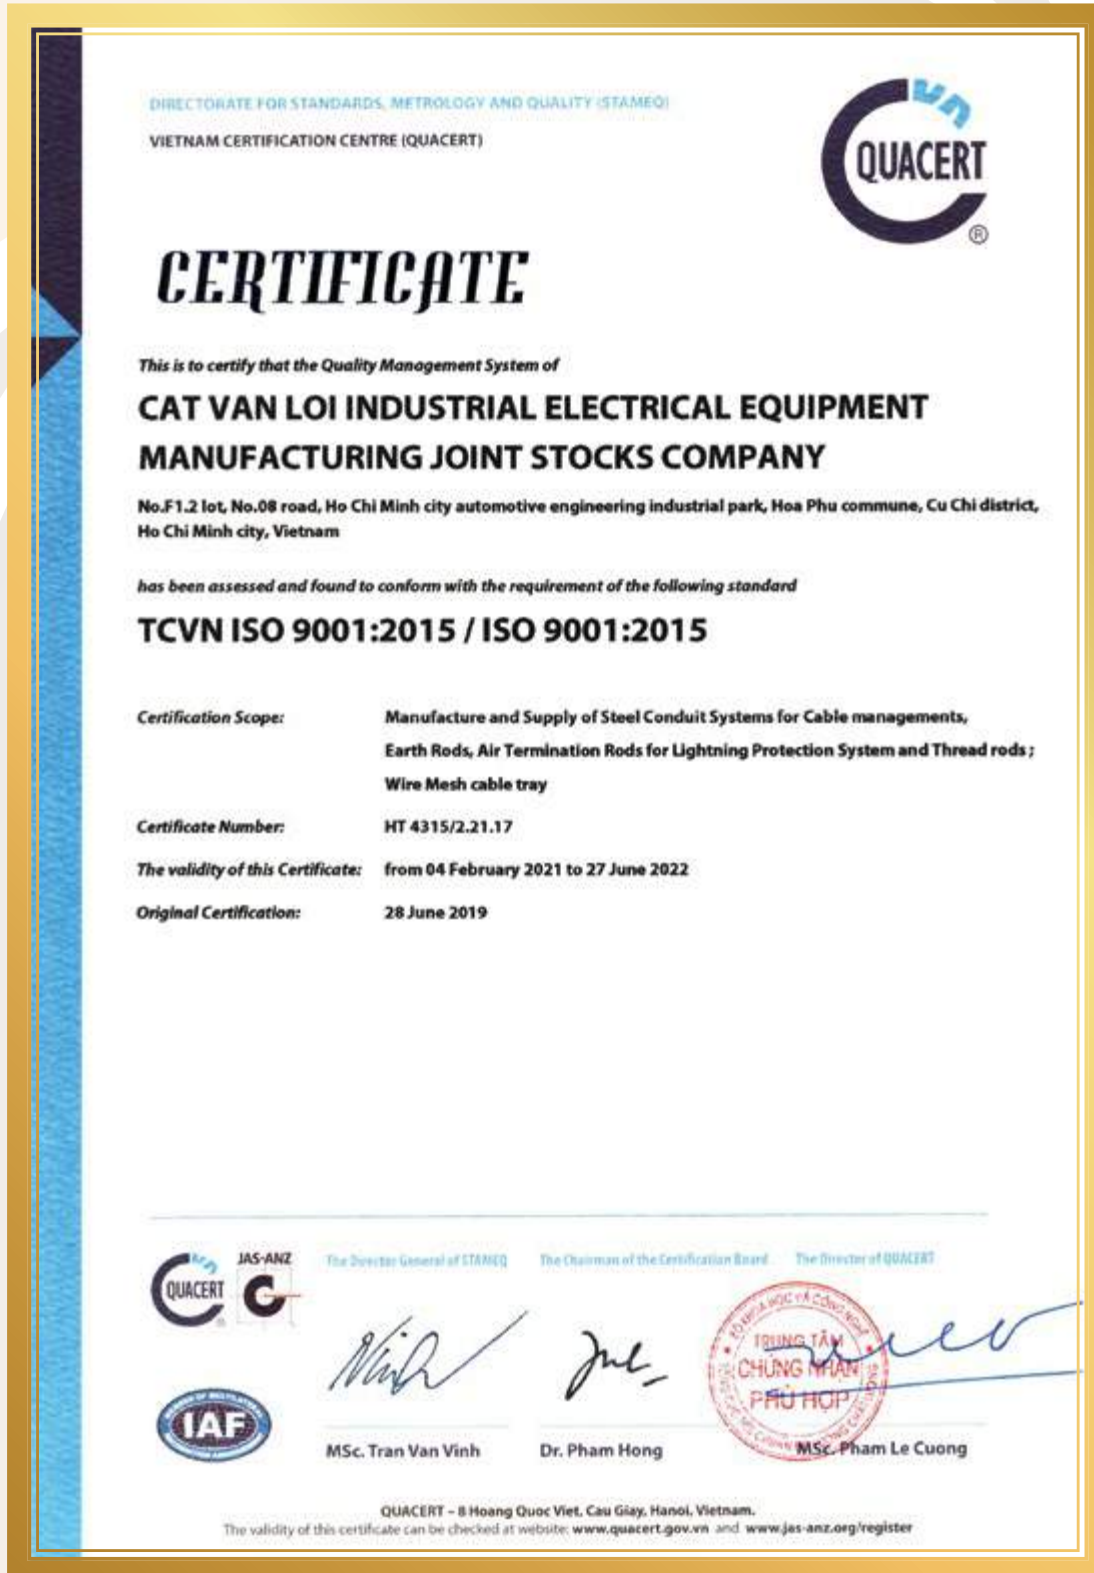 DIRECTORATE FOR STANDARDS, METROLOGY AND QUALITY (STAMEQ)
VIETNAM CERTIFICATION CENTRE (QUACERT)
QUACERT
®
CERTIFICATE
This is to certify that the Quality Management System of
CAT VAN LOI INDUSTRIAL ELECTRICAL EQUIPMENT
MANUFACTURING JOINT STOCKS COMPANY
No.F1.2 lot, No.08 road, Ho Chi Minh city automotive engineering industrial park, Hoa Phu commune, Cu Chi district,
Ho Chi Minh city, Vietnam
has been assessed and found to conform with the requirement of the following standard
TCVN ISO 9001:2015 / ISO 9001:2015
Certification Scope: Manufacture and Supply of Steel Conduit Systems for Cable managements,
Earth Rods, Air Termination Rods for Lightning Protection System and Thread rods ;
Wire Mesh cable tray
Certificate Number: HT 4315/2.21.17
The validity of this Certificate: from 04 February 2021 to 27 June 2022
Original Certification: 28 June 2019
QUACERT
®
JAS-ANZ
The Director General of STAMEQ
The Chairman of the Certification Board
The Director of QUACERT
BỘ KHOA HỌC VÀ CÔNG NGHỆ
TRUNG TÂM
CHỨNG NHẬN
PHÙ HỢP
IAF
MSc. Tran Van Vinh
Dr. Pham Hong
MSc. Pham Le Cuong
QUACERT – 8 Hoang Quoc Viet, Cau Giay, Hanoi, Vietnam.
The validity of this certificate can be checked at website: www.quacert.gov.vn and www.jas-anz.org/register